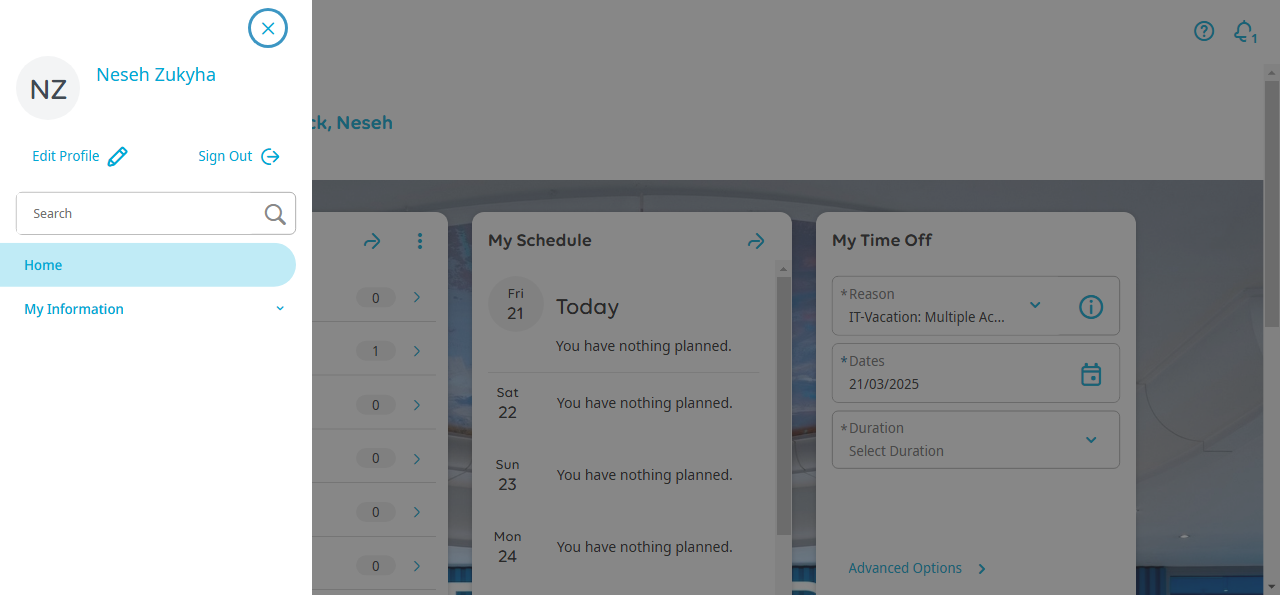 NZ
Neseh Zukyha
Edit Profile
Sign Out
Search
Home
My Information
1
ck, Neseh
0
1
0
0
0
0
My Schedule
Fri
21
Today
You have nothing planned.
Sat
22
You have nothing planned.
Sun
23
You have nothing planned.
Mon
24
You have nothing planned.
My Time Off
*Reason
IT-Vacation: Multiple Ac...
*Dates
21/03/2025
*Duration
Select Duration
Advanced Options